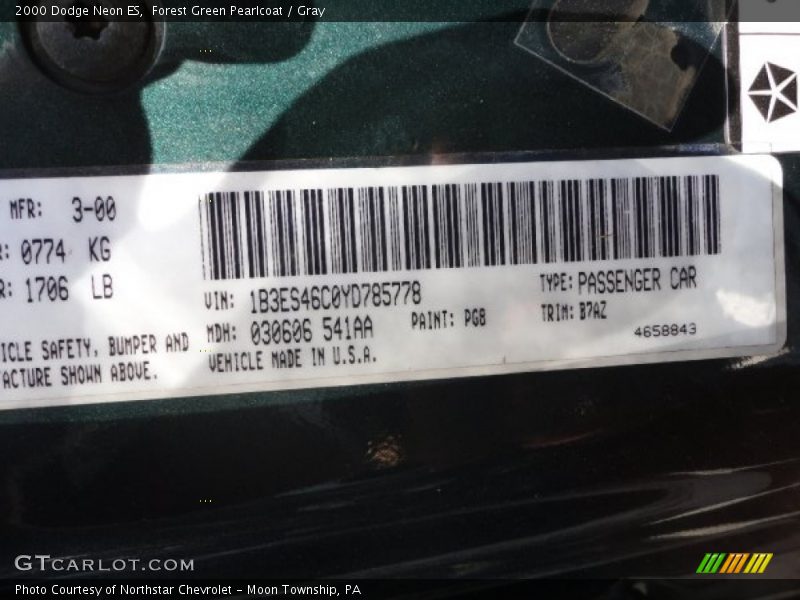 2000 Dodge Neon ES, Forest Green Pearlcoat / Gray
MFR: 3-00
R: 0774 KG
R: 1706 LB
VIN: 1B3ES46C0YD785778
TYPE: PASSENGER CAR
MDH: 030606 541AA
PAINT: PG8
TRIM: B7AZ
ICLE SAFETY, BUMPER AND
VEHICLE MADE IN U.S.A.
4658843
FACTURE SHOWN ABOVE.
GTCARLOT.COM
Photo Courtesy of Northstar Chevrolet - Moon Township, PA